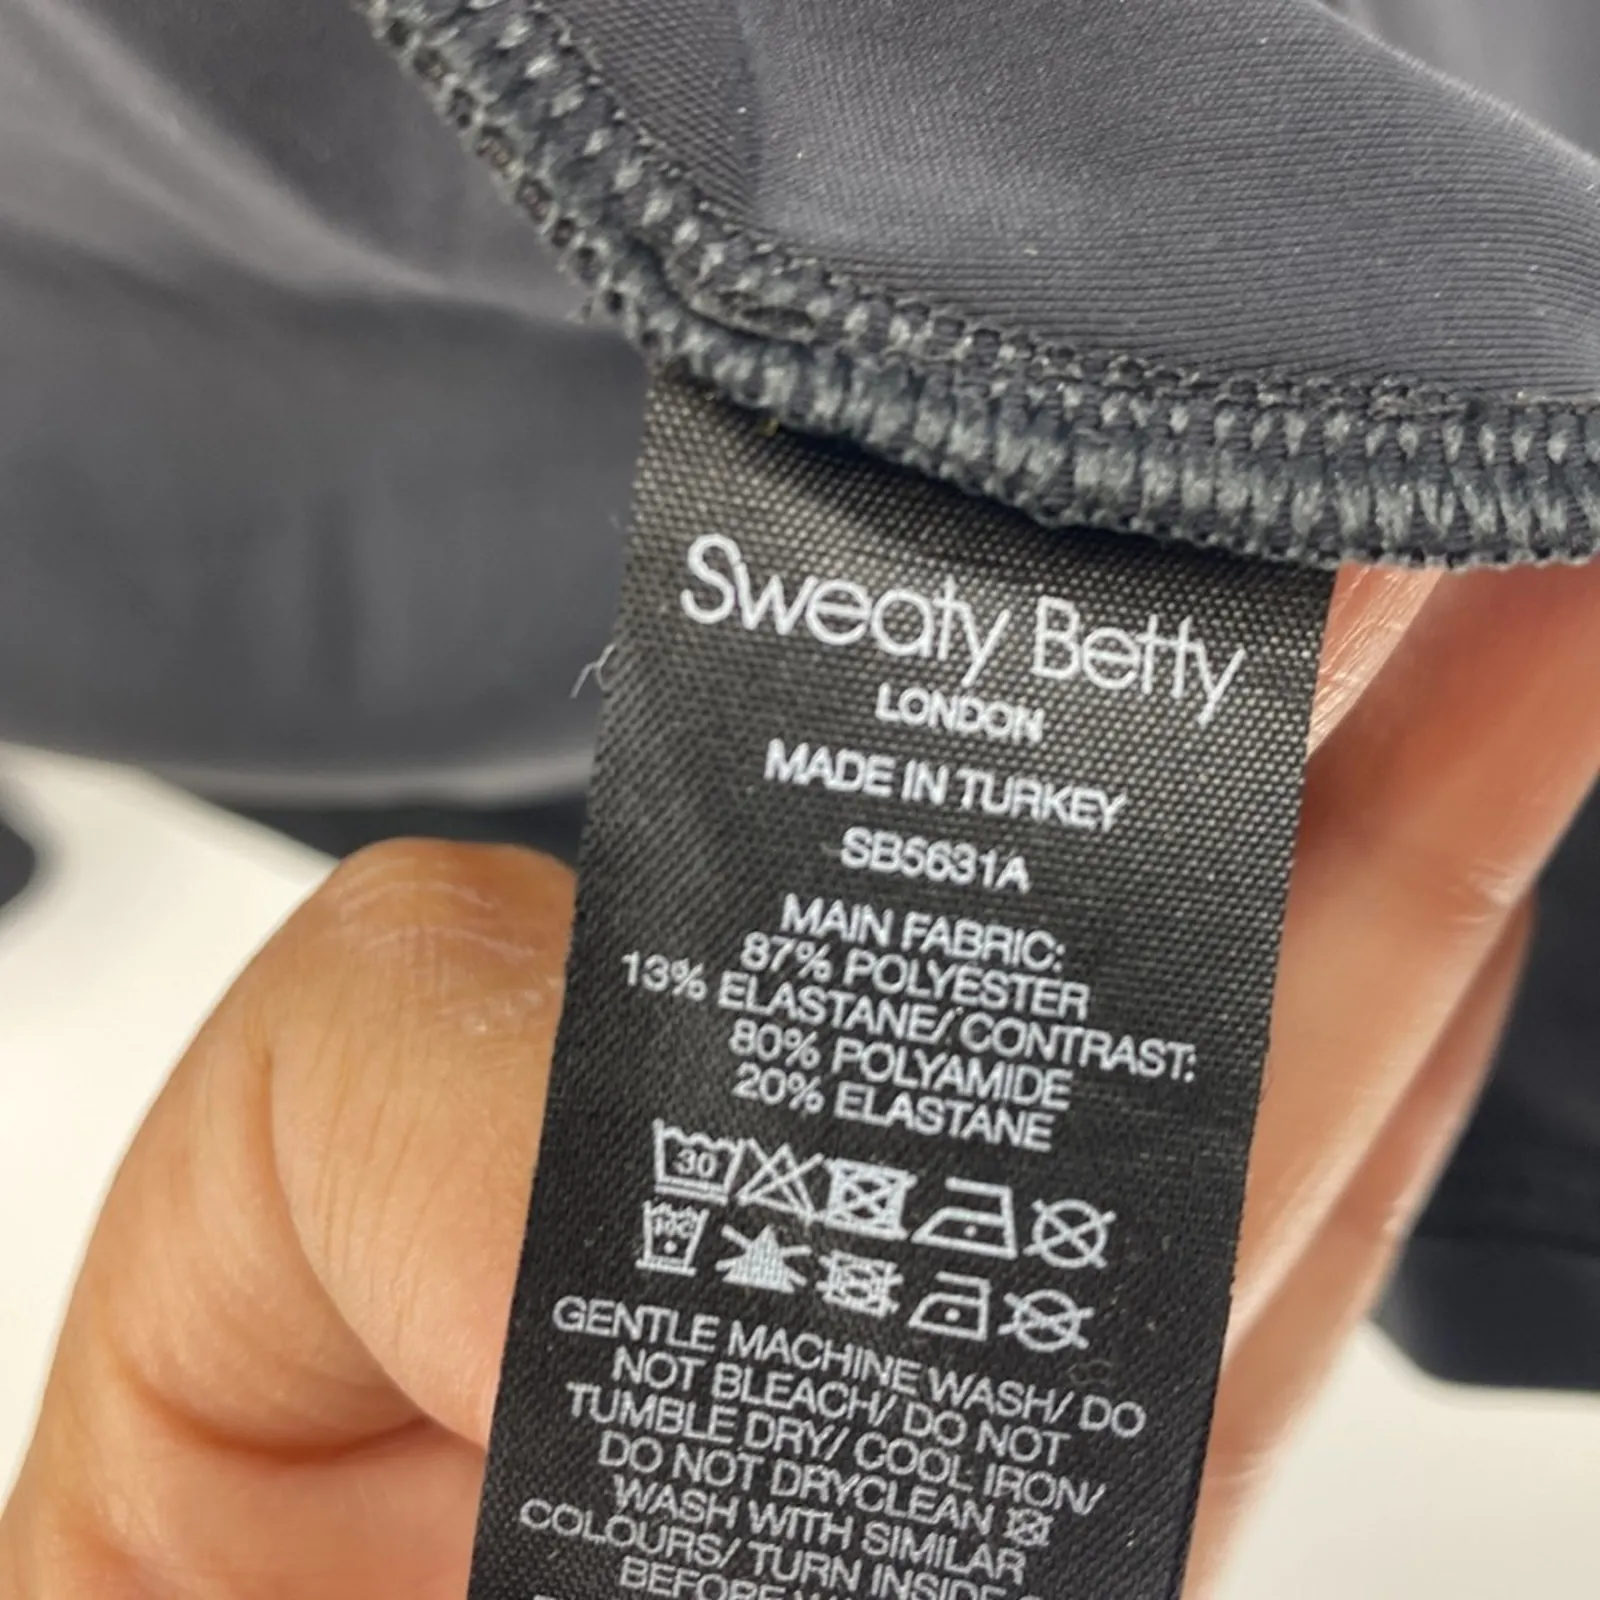 Sweaty Betty
LONDON
MADE IN TURKEY
SB5631A
MAIN FABRIC:
87% POLYESTER
13% ELASTANE/ CONTRAST:
80% POLYAMIDE
20% ELASTANE
30
GENTLE MACHINE WASH/ DO
NOT BLEACH/ DO NOT
TUMBLE DRY/ COOL IRON/
DO NOT DRYCLEAN
WASH WITH SIMILAR
COLOURS/ TURN INSIDE
BEFORE